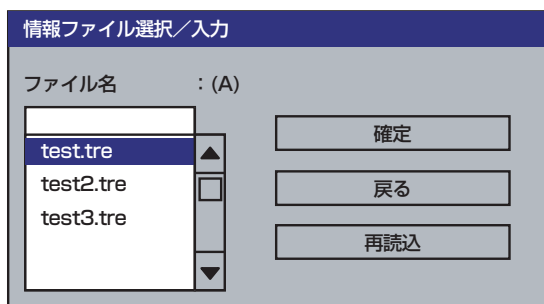 情報ファイル選択／入力
ファイル名 : (A)
test.tre
test2.tre
test3.tre
確定
戻る
再読込